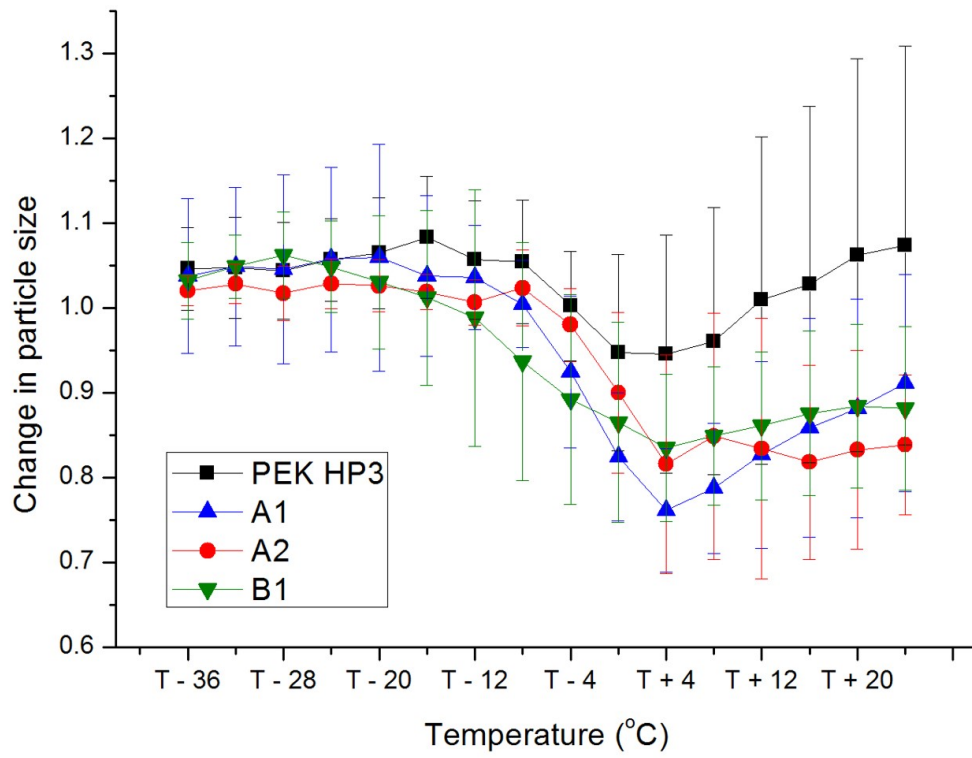 1.3
1.2
1.1
1.0
0.9
0.8
0.7
0.6
Change in particle size
PEK HP3
A1
A2
B1
T - 36 T - 28 T - 20 T - 12 T - 4 T + 4 T + 12 T + 20
Temperature (°C)